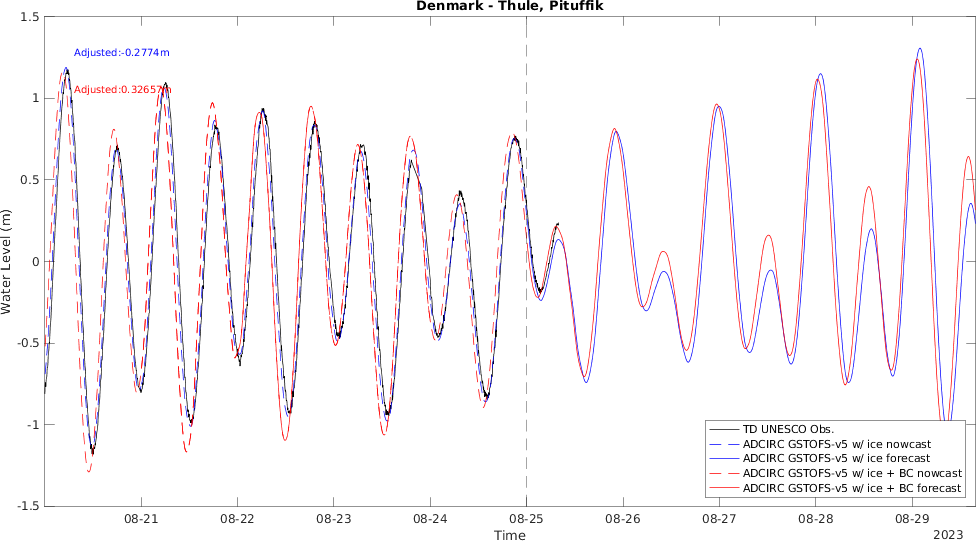 Denmark - Thule, Pituffik
1.5
Adjusted:-0.2774m
1
Adjusted:0.32657m
0.5
Water Level (m)
0
-0.5
-1
TD UNESCO Obs.
ADCIRC GSTOFS-v5 w/ ice nowcast
ADCIRC GSTOFS-v5 w/ ice forecast
ADCIRC GSTOFS-v5 w/ ice + BC nowcast
ADCIRC GSTOFS-v5 w/ ice + BC forecast
-1.5
08-21 08-22 08-23 08-24 08-25 08-26 08-27 08-28 08-29
Time
2023